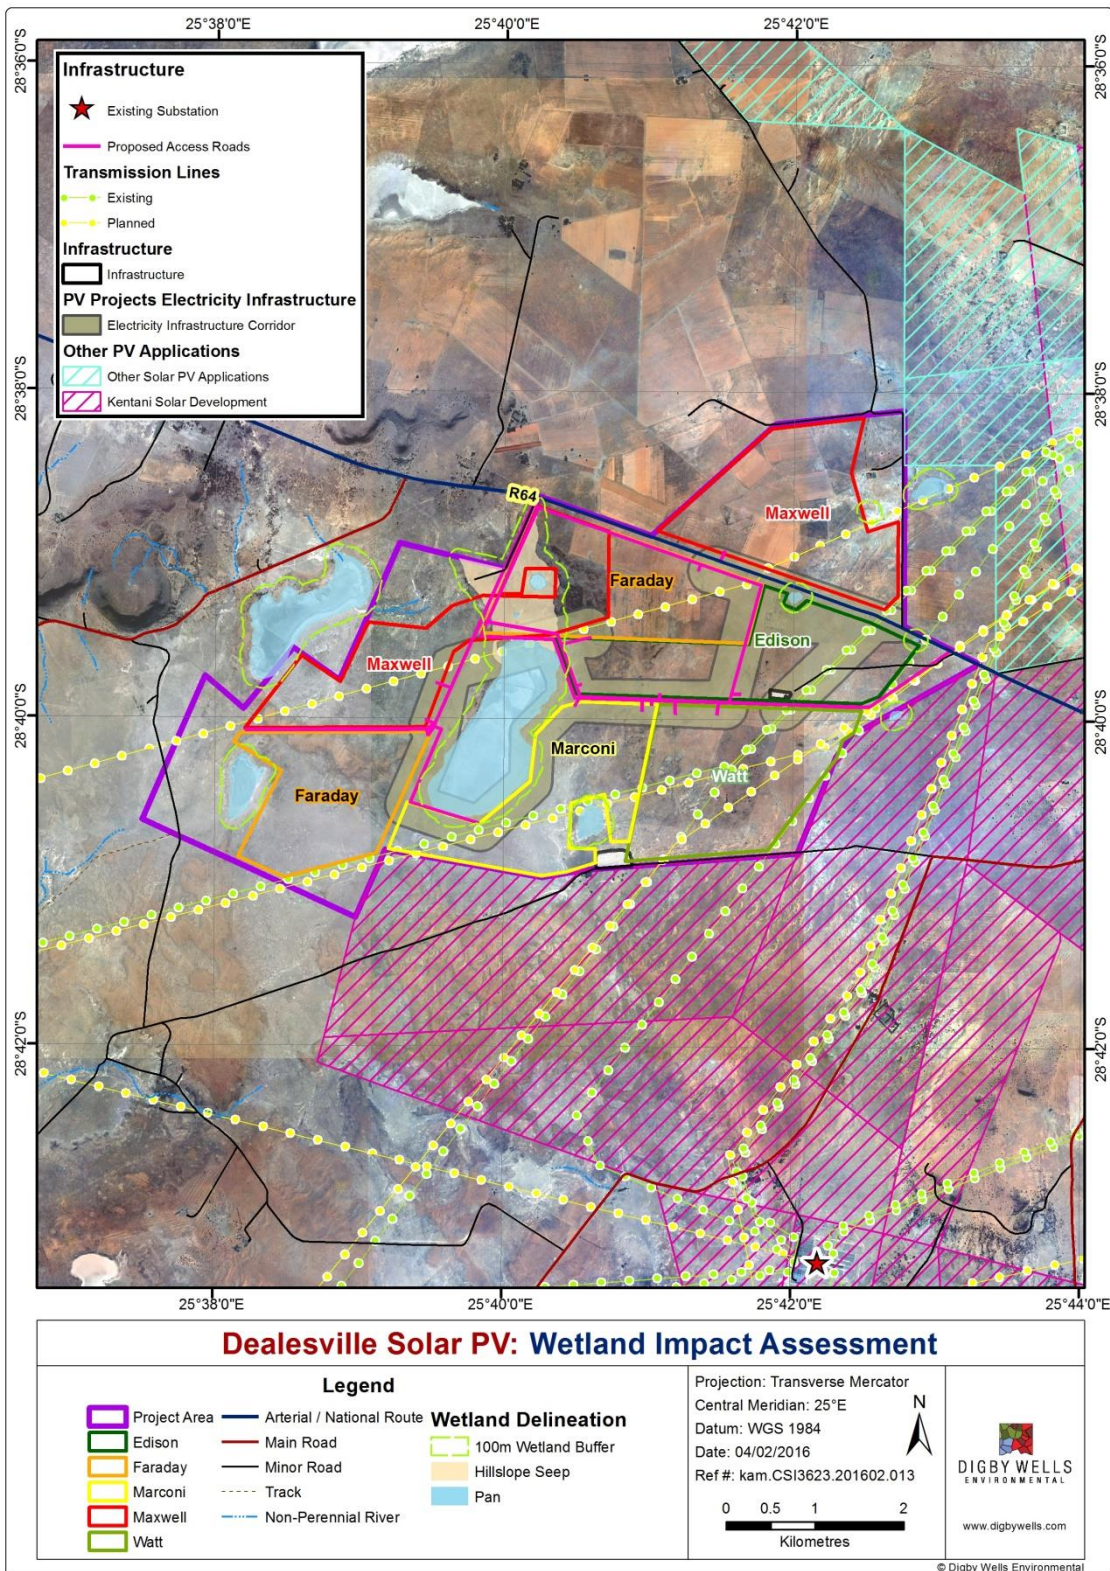 25°38'0"E
25°40'0"E
25°42'0"E
28°36'0"S
28°36'0"S
Infrastructure
Existing Substation
Proposed Access Roads
Transmission Lines
Existing
Planned
Infrastructure
Infrastructure
PV Projects Electricity Infrastructure
Electricity Infrastructure Corridor
Other PV Applications
Other Solar PV Applications
Kentani Solar Development
28°38'0"S
28°38'0"S
R64
Maxwell
Faraday
Edison
Maxwell
28°40'0"S
28°40'0"S
Marconi
Watt
Faraday
28°42'0"S
28°42'0"S
25°38'0"E
25°40'0"E
25°42'0"E
25°44'0"E
Dealesville Solar PV: Wetland Impact Assessment
Legend
Project Area
Edison
Faraday
Marconi
Maxwell
Watt
Arterial / National Route
Main Road
Minor Road
Track
Non-Perennial River
Wetland Delineation
100m Wetland Buffer
Hillslope Seep
Pan
Projection: Transverse Mercator
Central Meridian: 25°E
Datum: WGS 1984
Date: 04/02/2016
Ref #: kam.CSI3623.201602.013
N
0 0.5 1 2
Kilometres
DIGBY WELLS
ENVIRONMENTAL
www.digbywells.com
© Digby Wells Environmental